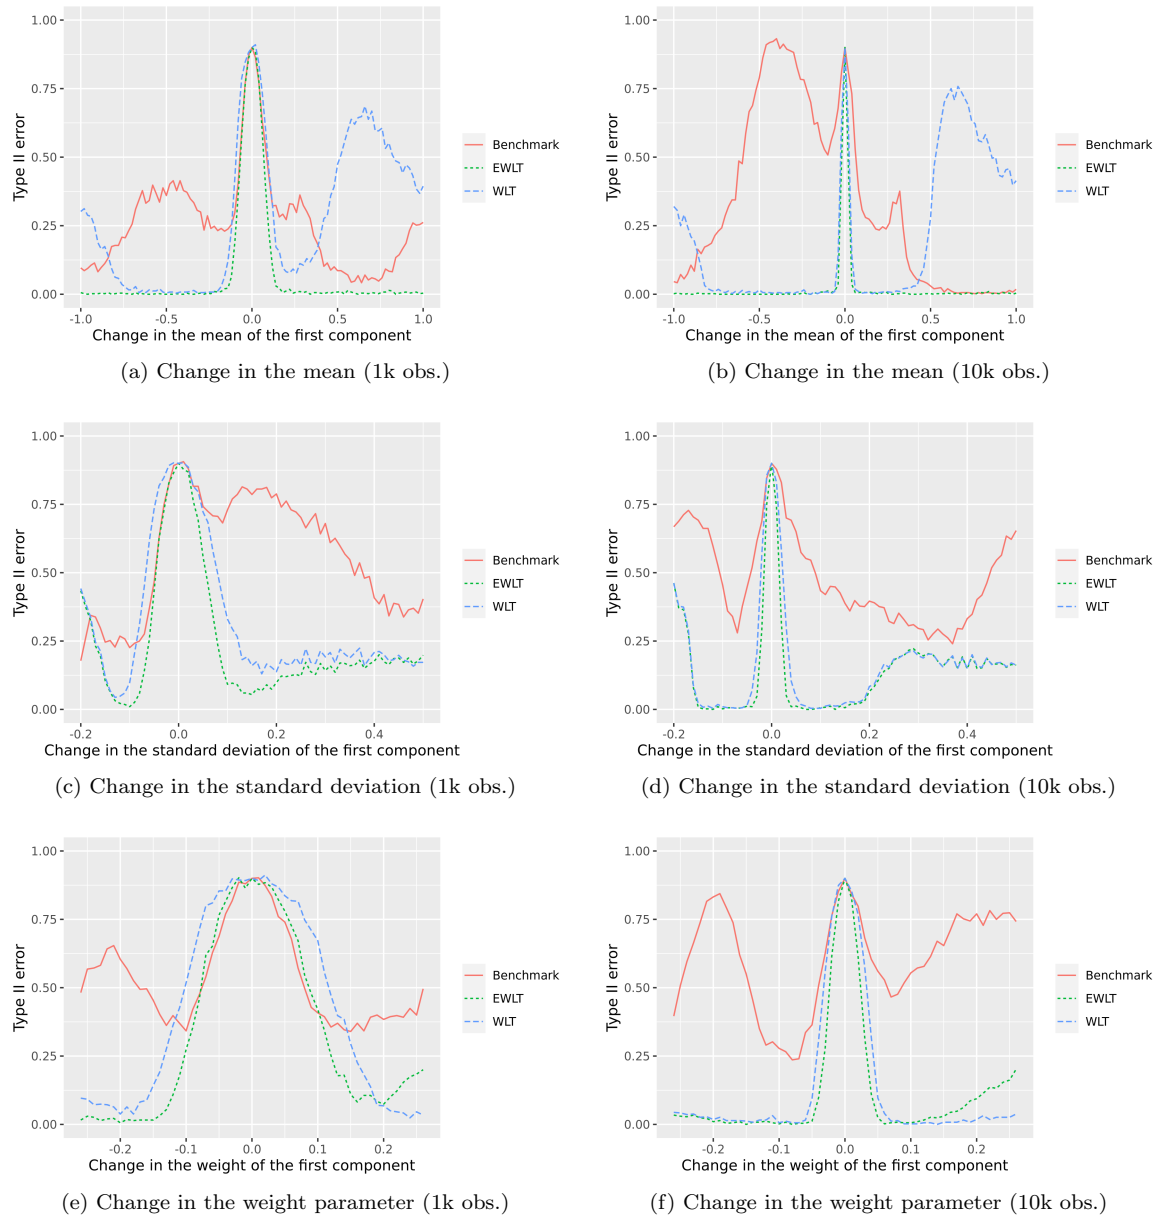 1.00
0.75
0.50
0.25
0.00
Type II error
-1.0 -0.5 0.0 0.5 1.0
Change in the mean of the first component
Benchmark
EWLT
WLT
(a) Change in the mean (1k obs.)
1.00
0.75
0.50
0.25
0.00
Type II error
-1.0 -0.5 0.0 0.5 1.0
Change in the mean of the first component
Benchmark
EWLT
WLT
(b) Change in the mean (10k obs.)
1.00
0.75
0.50
0.25
0.00
Type II error
-0.2 0.0 0.2 0.4
Change in the standard deviation of the first component
Benchmark
EWLT
WLT
(c) Change in the standard deviation (1k obs.)
1.00
0.75
0.50
0.25
0.00
Type II error
-0.2 0.0 0.2 0.4
Change in the standard deviation of the first component
Benchmark
EWLT
WLT
(d) Change in the standard deviation (10k obs.)
1.00
0.75
0.50
0.25
0.00
Type II error
-0.2 -0.1 0.0 0.1 0.2
Change in the weight of the first component
Benchmark
EWLT
WLT
(e) Change in the weight parameter (1k obs.)
1.00
0.75
0.50
0.25
0.00
Type II error
-0.2 -0.1 0.0 0.1 0.2
Change in the weight of the first component
Benchmark
EWLT
WLT
(f) Change in the weight parameter (10k obs.)